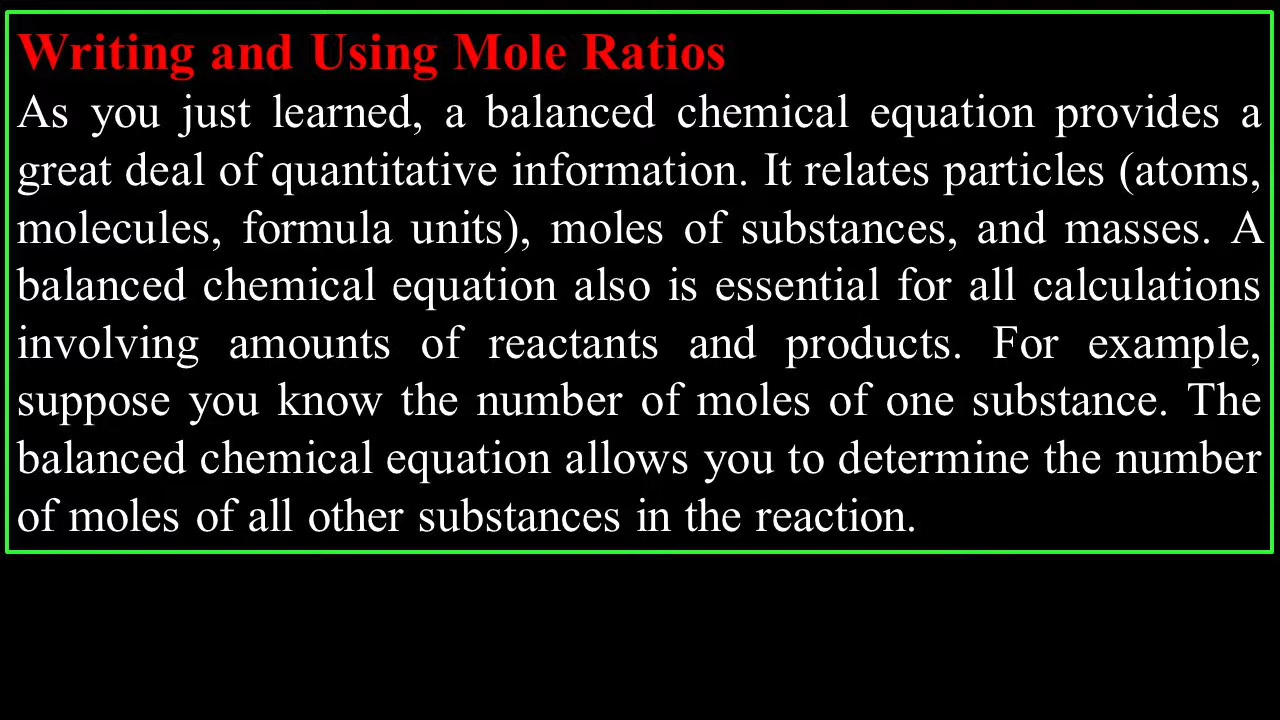 Writing and Using Mole Ratios
As you just learned, a balanced chemical equation provides a
great deal of quantitative information. It relates particles (atoms,
molecules, formula units), moles of substances, and masses. A
balanced chemical equation also is essential for all calculations
involving amounts of reactants and products. For example,
suppose you know the number of moles of one substance. The
balanced chemical equation allows you to determine the number
of moles of all other substances in the reaction.